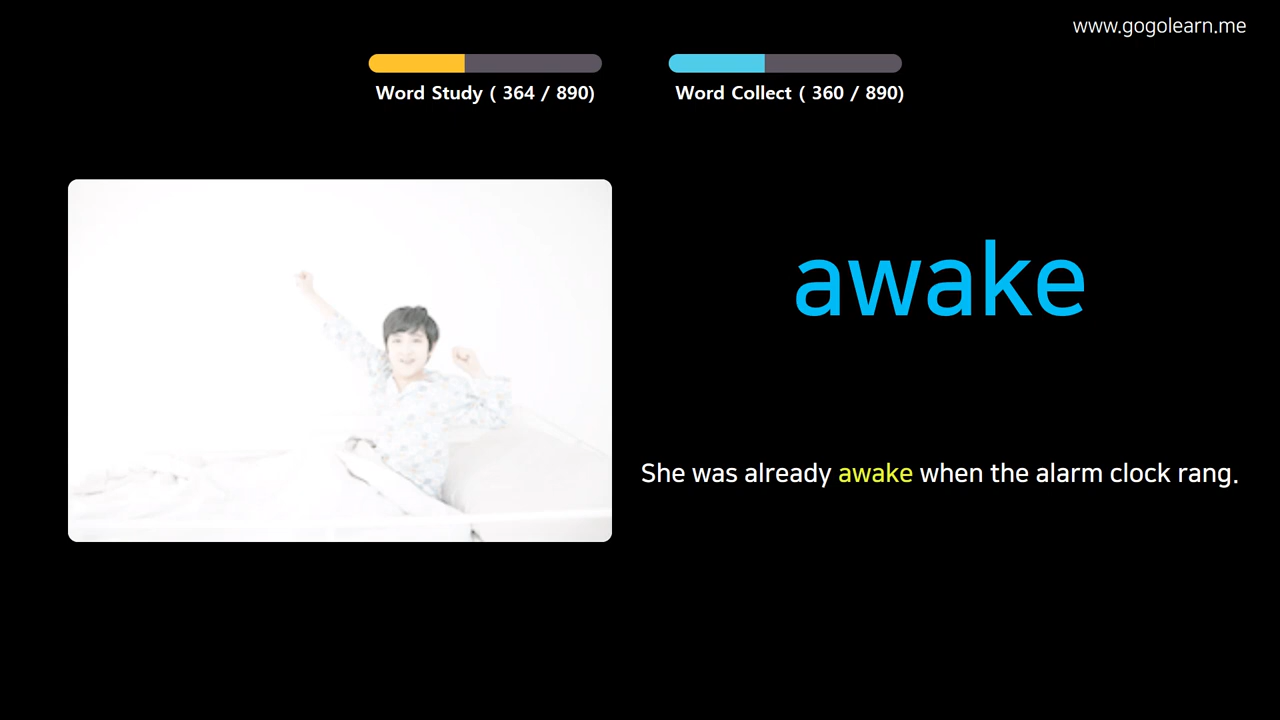 www.gogolearn.me
Word Study ( 364 / 890)
Word Collect ( 360 / 890)
awake
She was already awake when the alarm clock rang.